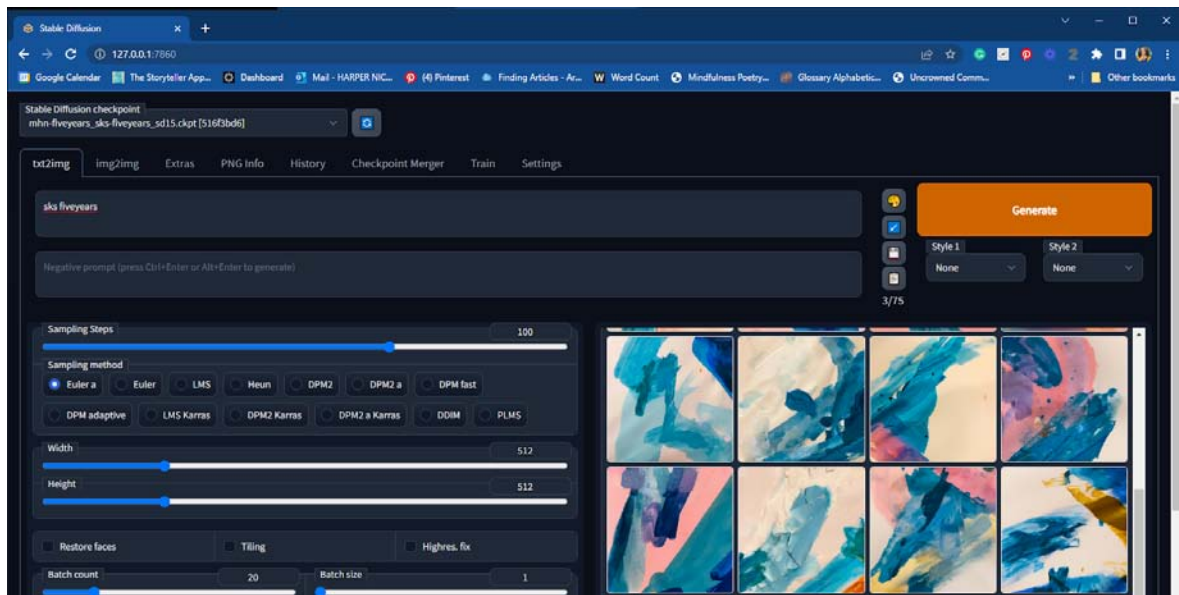 Stable Diffusion
127.0.0.1:7860
Google Calendar The Storyteller App... Dashboard Mail - HARPER NIC... (4) Pinterest Finding Articles - Ar... Word Count Mindfulness Poetry... Glossary Alphabetic... Uncrowned Comm... » Other bookmarks
Stable Diffusion checkpoint
mhn-fiveyears_sks-fiveyears_sd15.ckpt [516f3bd6]
txt2img img2img Extras PNG Info History Checkpoint Merger Train Settings
sks fiveyears
Generate
Negative prompt (press Ctrl+Enter or Alt+Enter to generate)
Style 1 Style 2
None None
3/75
Sampling Steps 100
Sampling method
Euler a Euler LMS Heun DPM2 DPM2 a DPM fast
DPM adaptive LMS Karras DPM2 Karras DPM2 a Karras DDIM PLMS
Width 512
Height 512
Restore faces Tiling Highres. fix
Batch count 20 Batch size 1